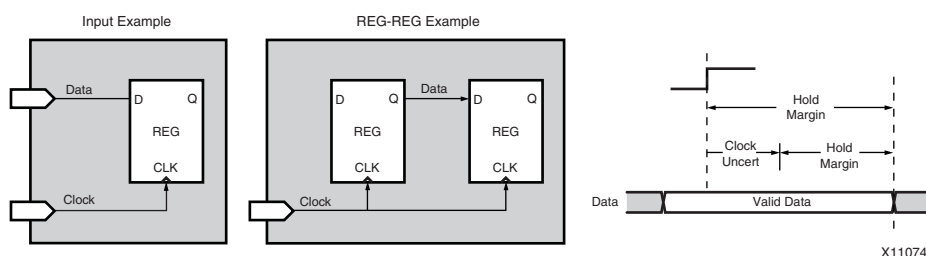 Input Example
Data
D Q
REG
CLK
Clock
REG-REG Example
Data
D Q
D Q
REG
REG
CLK
CLK
Clock
Hold
Margin
Clock
Uncert
Hold
Margin
Data
Valid Data
X11074